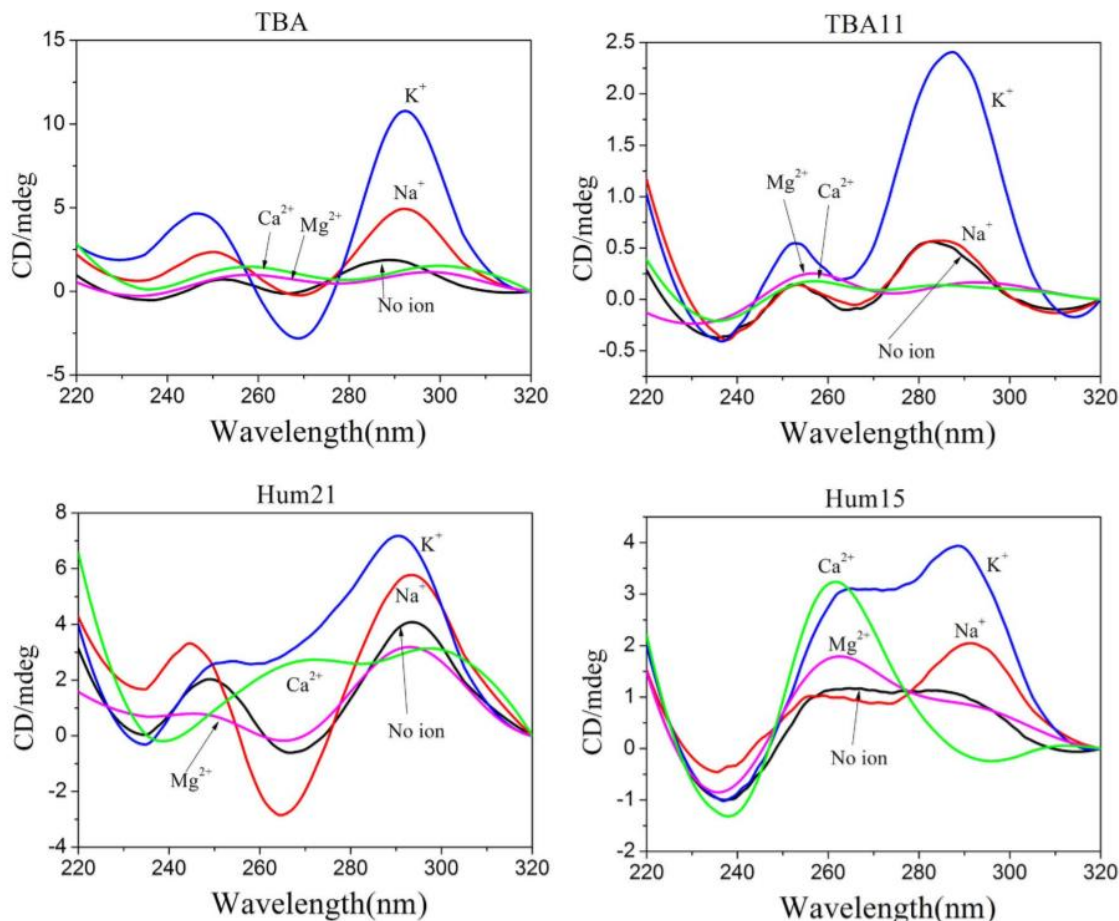 TBA
CD/mdeg
15
10
5
0
-5
K⁺
Na⁺
Ca²⁺
Mg²⁺
No ion
220 240 260 280 300 320
Wavelength(nm)
TBA11
CD/mdeg
2.5
2.0
1.5
1.0
0.5
0.0
-0.5
K⁺
Mg²⁺
Ca²⁺
Na⁺
No ion
220 240 260 280 300 320
Wavelength(nm)
Hum21
CD/mdeg
8
6
4
2
0
-2
-4
K⁺
Na⁺
Ca²⁺
No ion
Mg²⁺
220 240 260 280 300 320
Wavelength(nm)
Hum15
CD/mdeg
4
3
2
1
0
-1
-2
Ca²⁺
K⁺
Mg²⁺
Na⁺
No ion
220 240 260 280 300 320
Wavelength(nm)